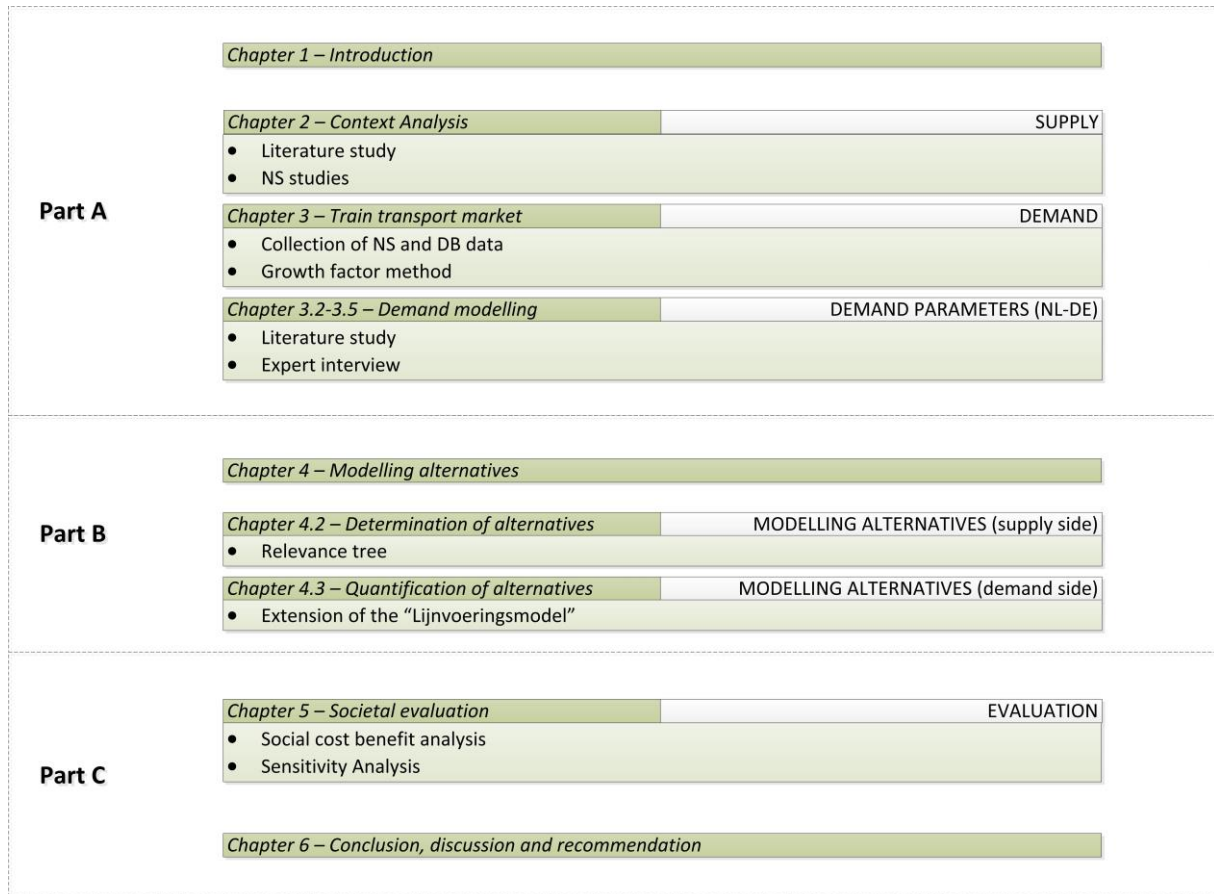 Chapter 1 – Introduction
Chapter 2 – Context Analysis SUPPLY
• Literature study
• NS studies
Part A
Chapter 3 – Train transport market DEMAND
• Collection of NS and DB data
• Growth factor method
Chapter 3.2-3.5 – Demand modelling DEMAND PARAMETERS (NL-DE)
• Literature study
• Expert interview
Chapter 4 – Modelling alternatives
Part B
Chapter 4.2 – Determination of alternatives MODELLING ALTERNATIVES (supply side)
• Relevance tree
Chapter 4.3 – Quantification of alternatives MODELLING ALTERNATIVES (demand side)
• Extension of the “Lijnvoeringsmodel”
Chapter 5 – Societal evaluation EVALUATION
• Social cost benefit analysis
• Sensitivity Analysis
Part C
Chapter 6 – Conclusion, discussion and recommendation